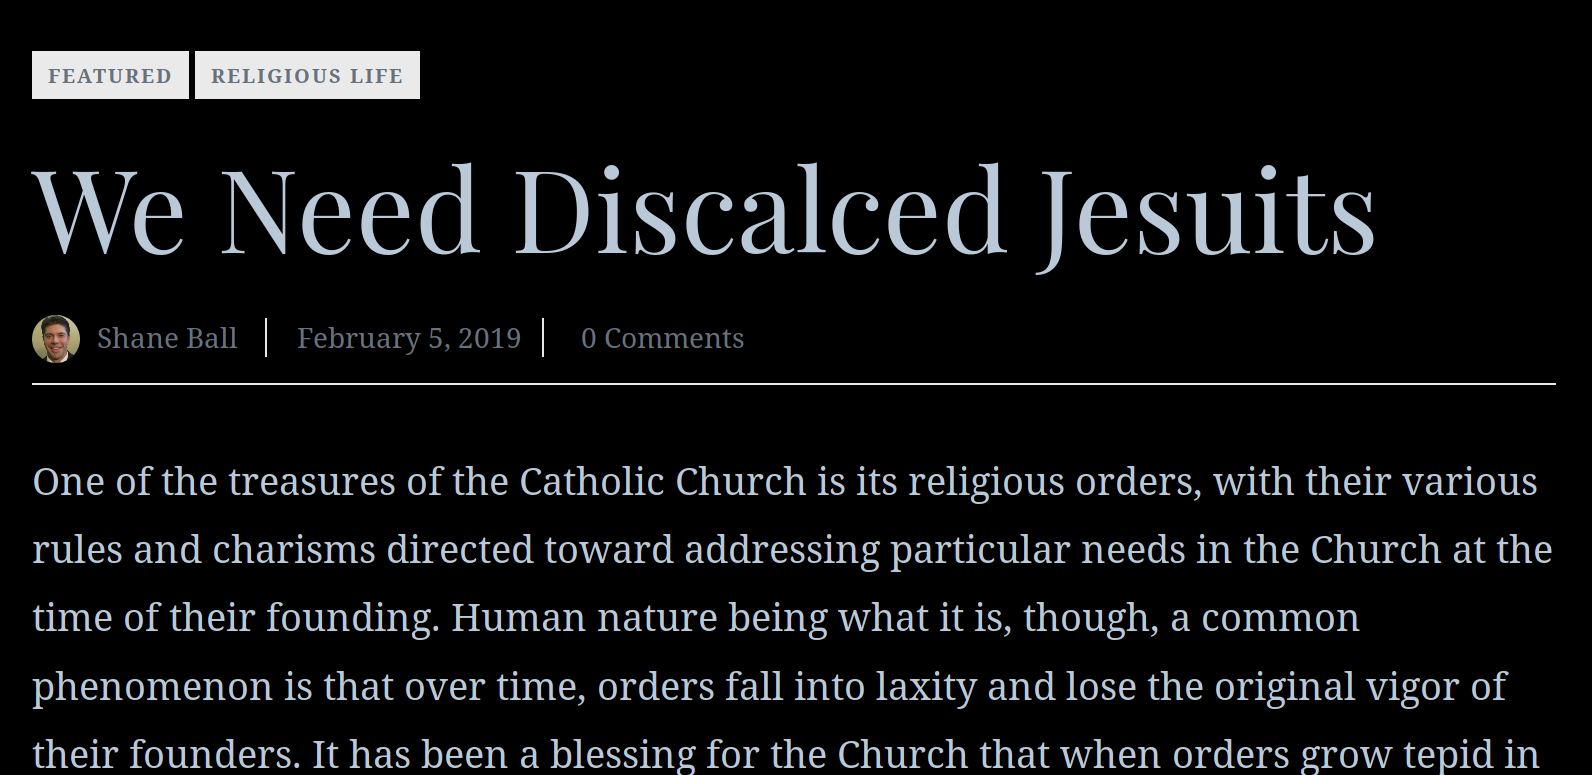 FEATURED RELIGIOUS LIFE
We Need Discalced Jesuits
Shane Ball February 5, 2019 0 Comments
One of the treasures of the Catholic Church is its religious orders, with their various
rules and charisms directed toward addressing particular needs in the Church at the
time of their founding. Human nature being what it is, though, a common
phenomenon is that over time, orders fall into laxity and lose the original vigor of
their founders. It has been a blessing for the Church that when orders grow tepid in